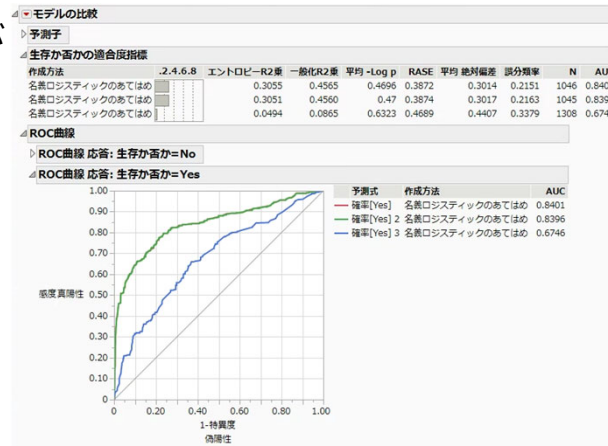 モデルの比較
予測子
生存か否かの適合度指標
作成方法 .2.4.6.8 エントロピーR2乗 一般化R2乗 平均 -Log p RASE 平均 絶対偏差 誤分類率 N AU
名義ロジスティックのあてはめ 0.3055 0.4565 0.4696 0.3872 0.3014 0.2151 1046 0.840
名義ロジスティックのあてはめ 0.3051 0.4560 0.47 0.3874 0.3017 0.2163 1045 0.839
名義ロジスティックのあてはめ 0.0494 0.0865 0.6323 0.4689 0.4407 0.3379 1308 0.674
ROC曲線
ROC曲線 応答: 生存か否か=No
ROC曲線 応答: 生存か否か=Yes
予測式 作成方法 AUC
確率[Yes] 名義ロジスティックのあてはめ 0.8401
確率[Yes] 2 名義ロジスティックのあてはめ 0.8396
確率[Yes] 3 名義ロジスティックのあてはめ 0.6746
1.00
0.90
0.80
0.70
0.60
感度真陽性 0.50
0.40
0.30
0.20
0.10
0
0 0.20 0.40 0.60 0.80 1.00
1-特異度
偽陽性